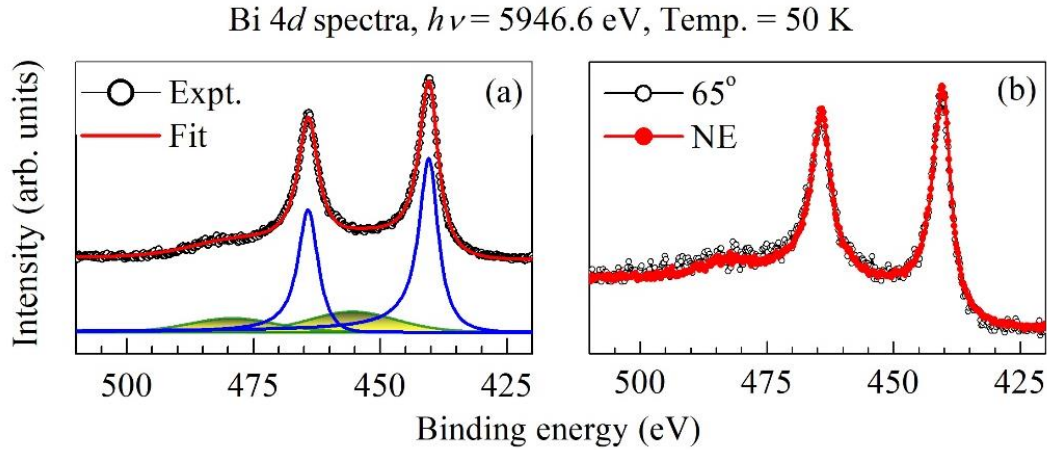 Bi 4d spectra, hν = 5946.6 eV, Temp. = 50 K
Intensity (arb. units)
Expt.
Fit
(a)
500 475 450 425
65°
NE
(b)
500 475 450 425
Binding energy (eV)